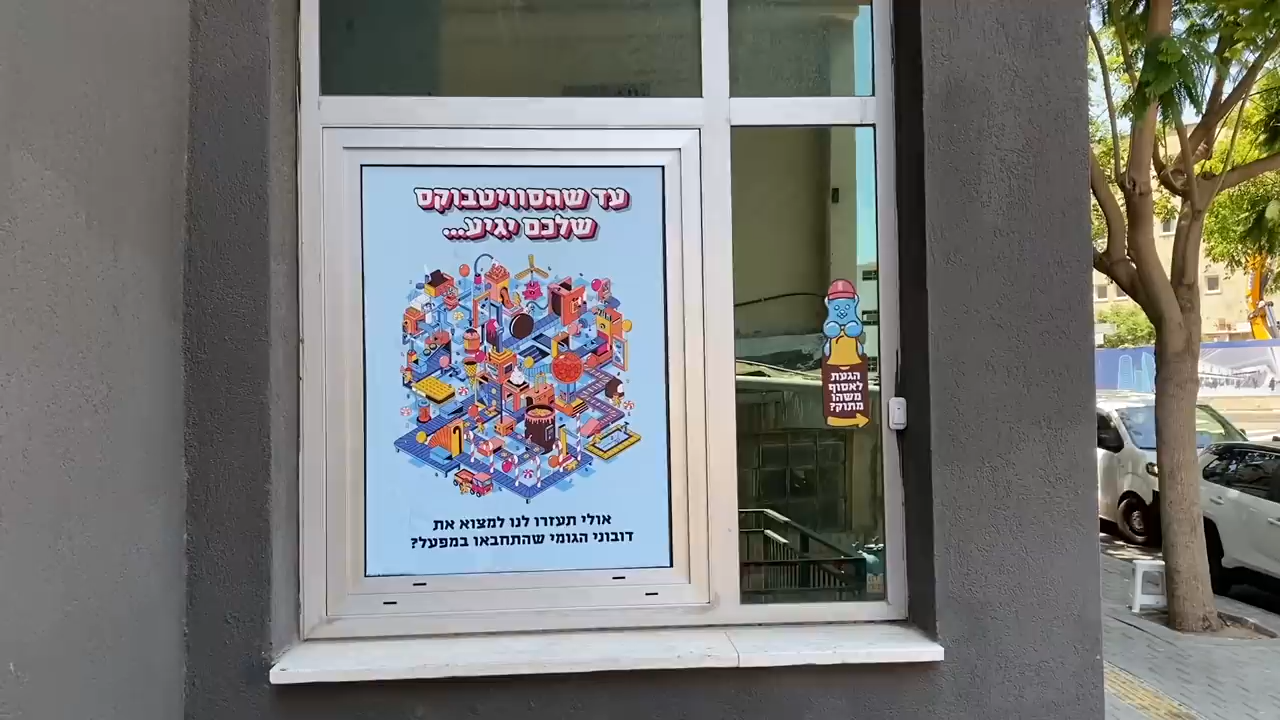 עד שהסוויטבוקס
שלכם יגיע...
אולי תעזרו לנו למצוא את
דובוני הגומי שהתחבאו במפעל?
הגעת
לאסוף
משהו
מתוק?